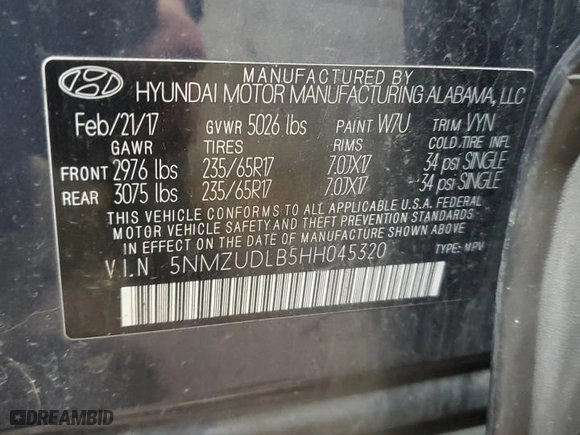 MANUFACTURED BY
HYUNDAI MOTOR MANUFACTURING ALABAMA, LLC
Feb/21/17 GVWR 5026 lbs PAINT W7U TRIM VYN
GAWR TIRES RIMS COLD TIRE INFL
FRONT 2976 lbs 235/65R17 7.0JX17 34 psi SINGLE
REAR 3075 lbs 235/65R17 7.0JX17 34 psi SINGLE
THIS VEHICLE CONFORMS TO ALL APPLICABLE U.S.A. FEDERAL
MOTOR VEHICLE SAFETY AND THEFT PREVENTION STANDARDS
IN EFFECT ON THE DATE OF MANUFACTURE SHOWN ABOVE.
V I.N 5NMZUDLB5HH045320 TYPE: MPV
DREAMBID